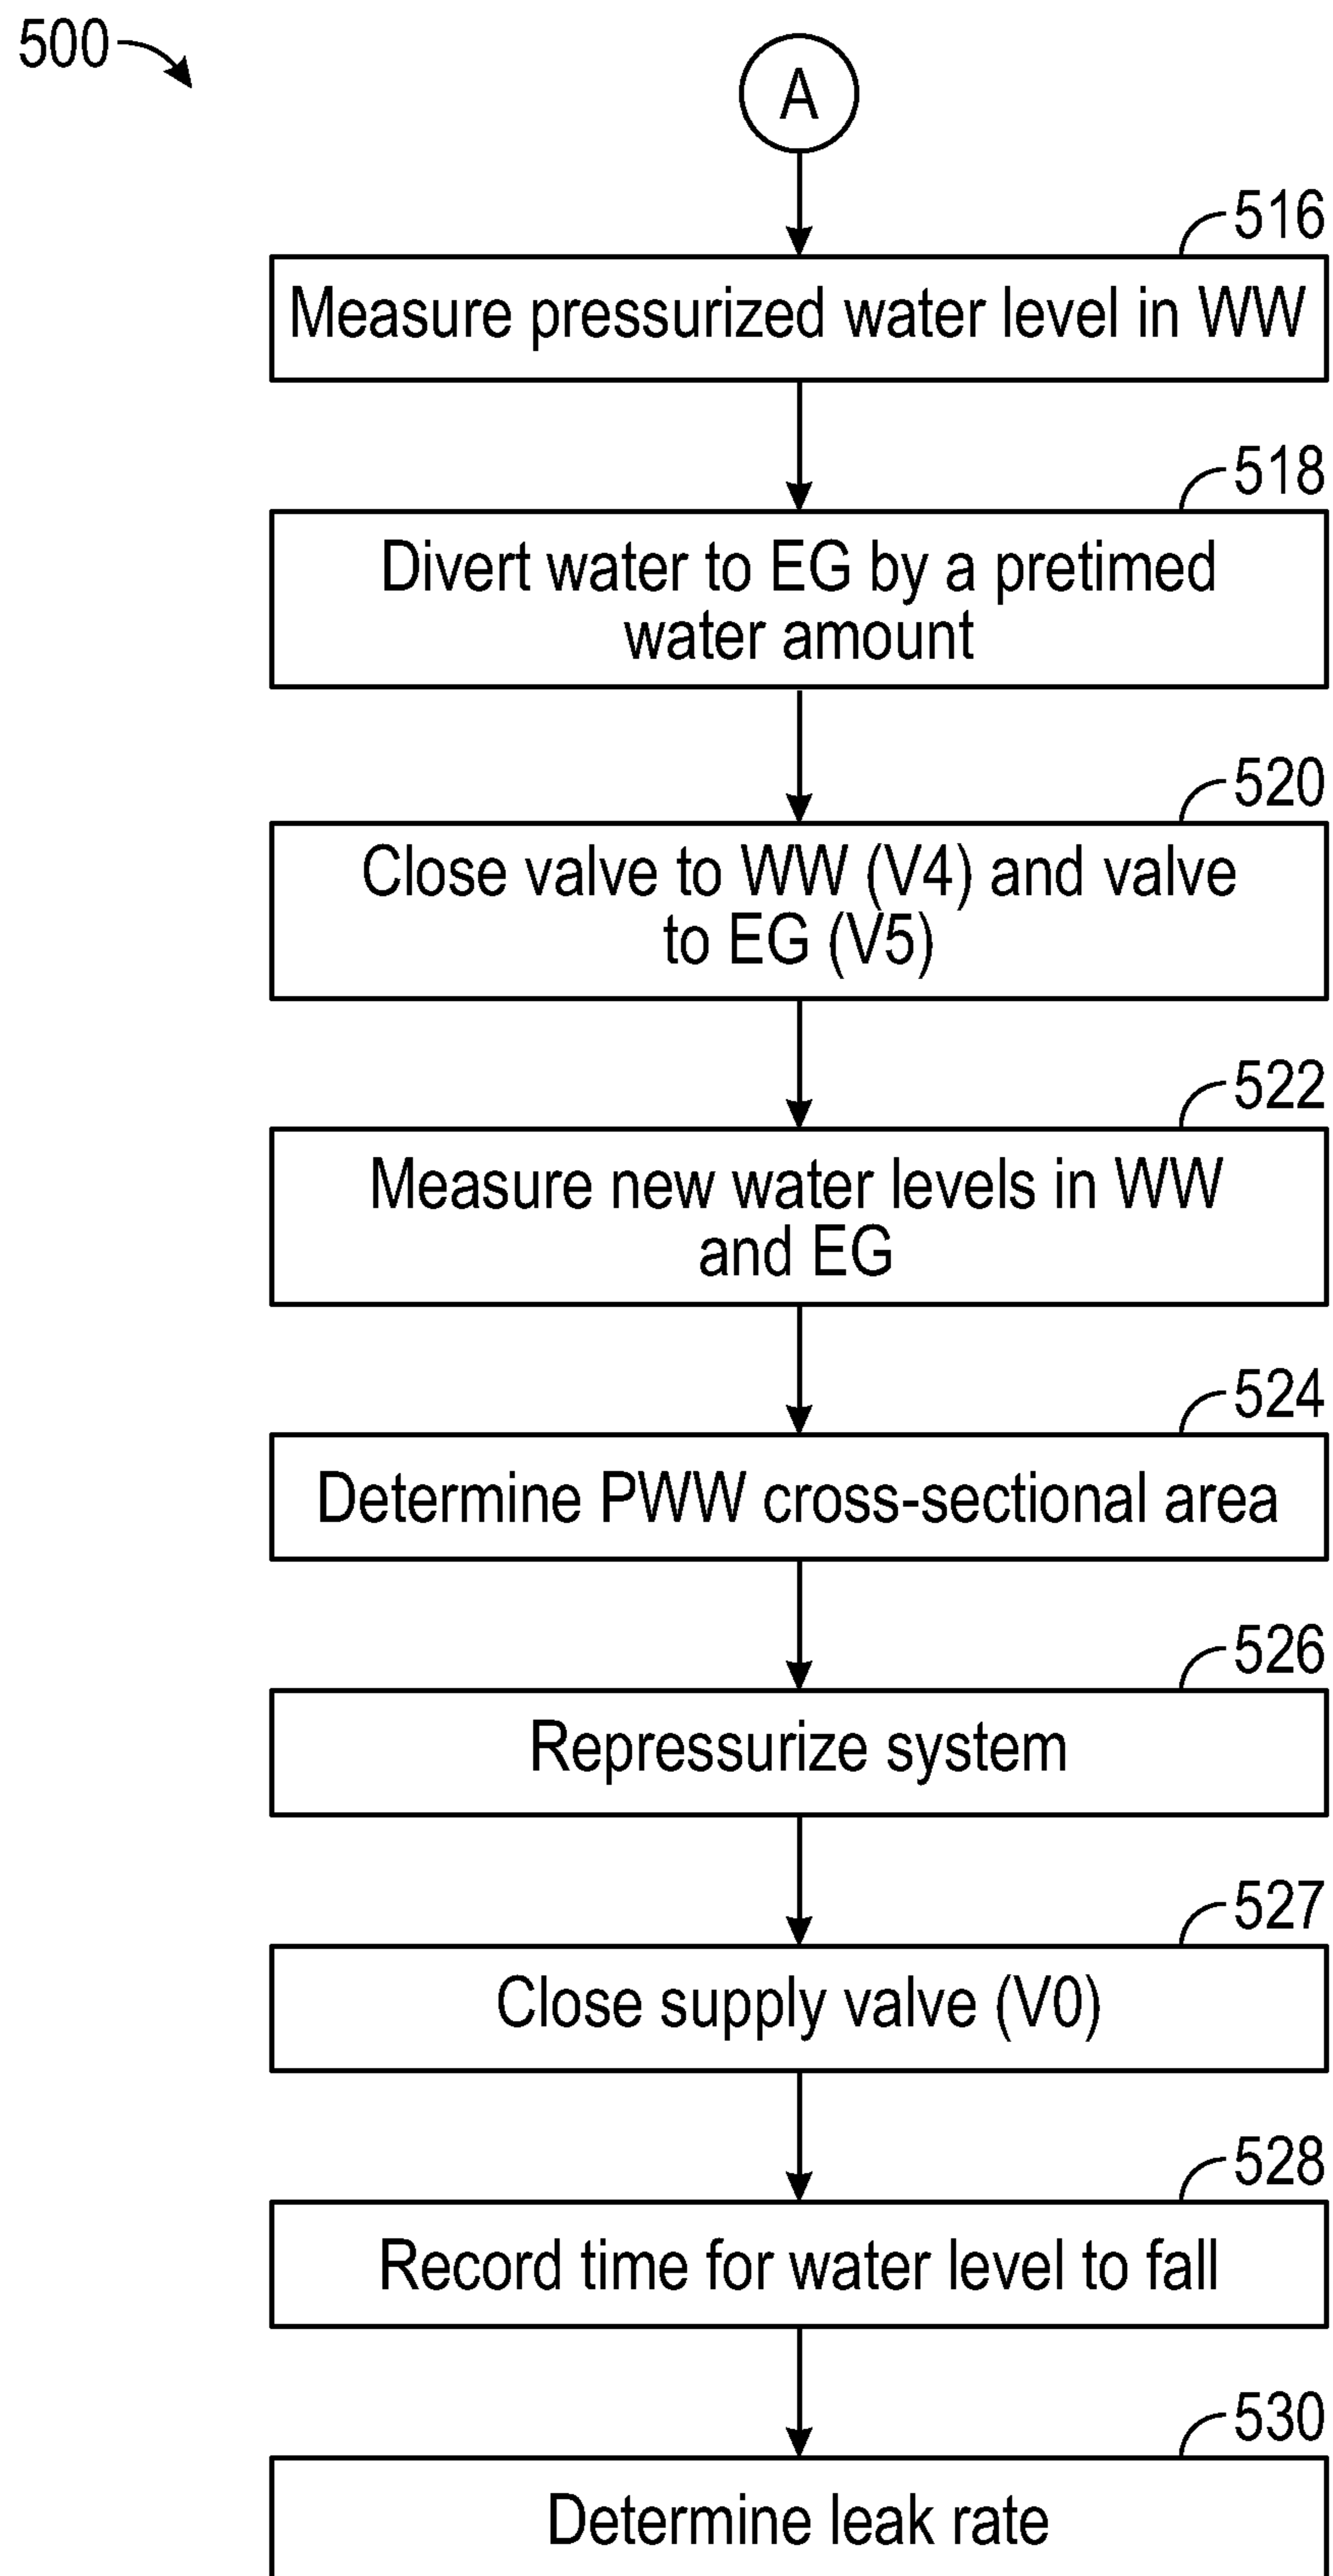 500
A
516
Measure pressurized water level in WW
518
Divert water to EG by a pretimed
water amount
520
Close valve to WW (V4) and valve
to EG (V5)
522
Measure new water levels in WW
and EG
524
Determine PWW cross-sectional area
526
Repressurize system
527
Close supply valve (V0)
528
Record time for water level to fall
530
Determine leak rate